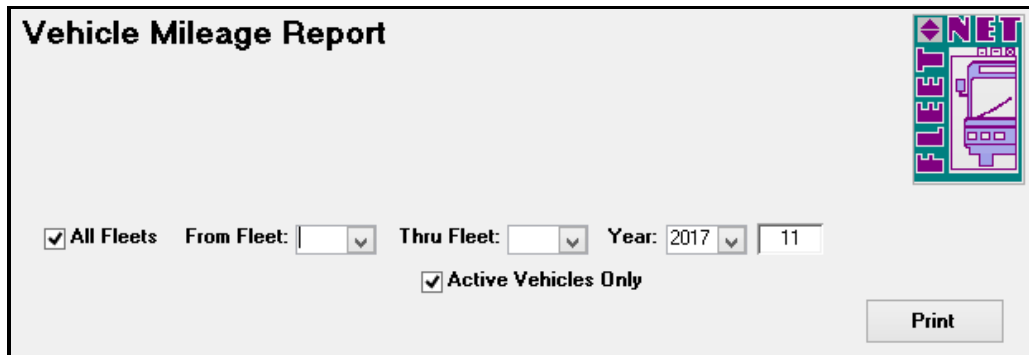 Vehicle Mileage Report
NET
FLEET
All Fleets From Fleet: Thru Fleet: Year: 2017 11
Active Vehicles Only
Print